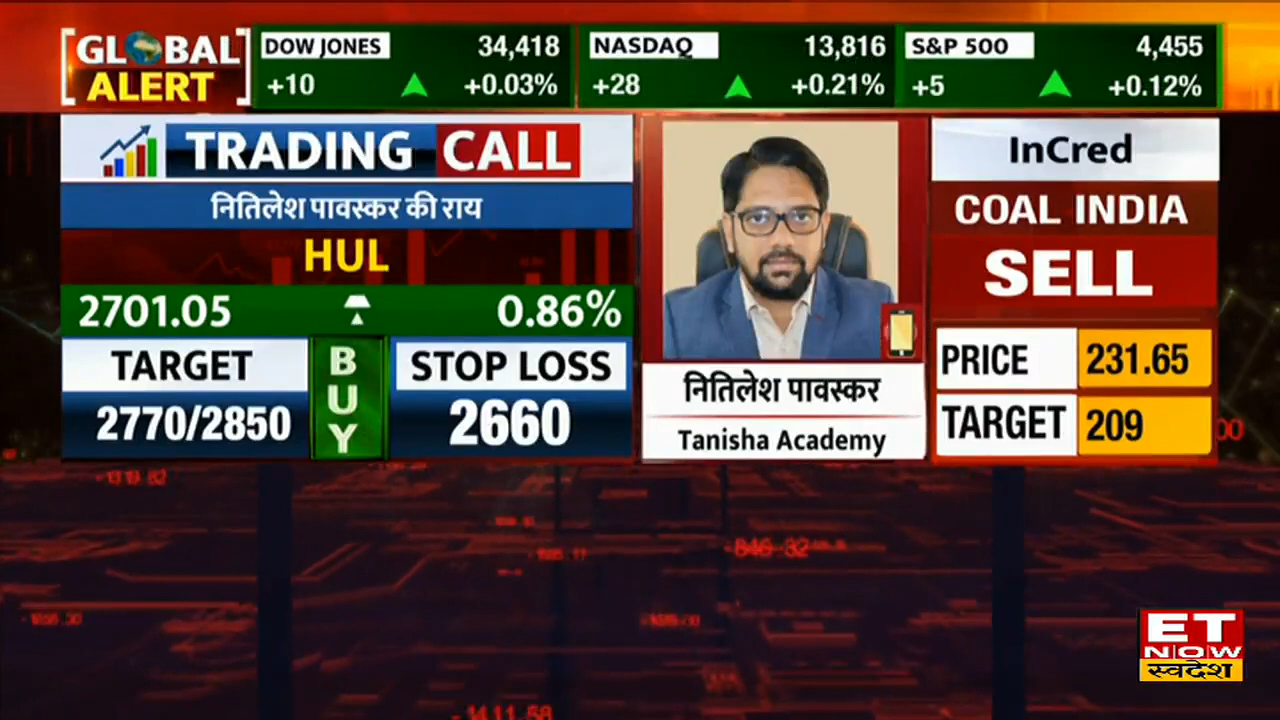 GLOBAL
ALERT
DOW JONES 34,418
+10 +0.03%
NASDAQ 13,816
+28 +0.21%
S&P 500 4,455
+5 +0.12%
TRADING CALL
नितिलेश पावस्कर की राय
HUL
2701.05 0.86%
TARGET
2770/2850
BUY
STOP LOSS
2660
नितिलेश पावस्कर
Tanisha Academy
InCred
COAL INDIA
SELL
PRICE 231.65
TARGET 209
ET
NOW
स्वदेश